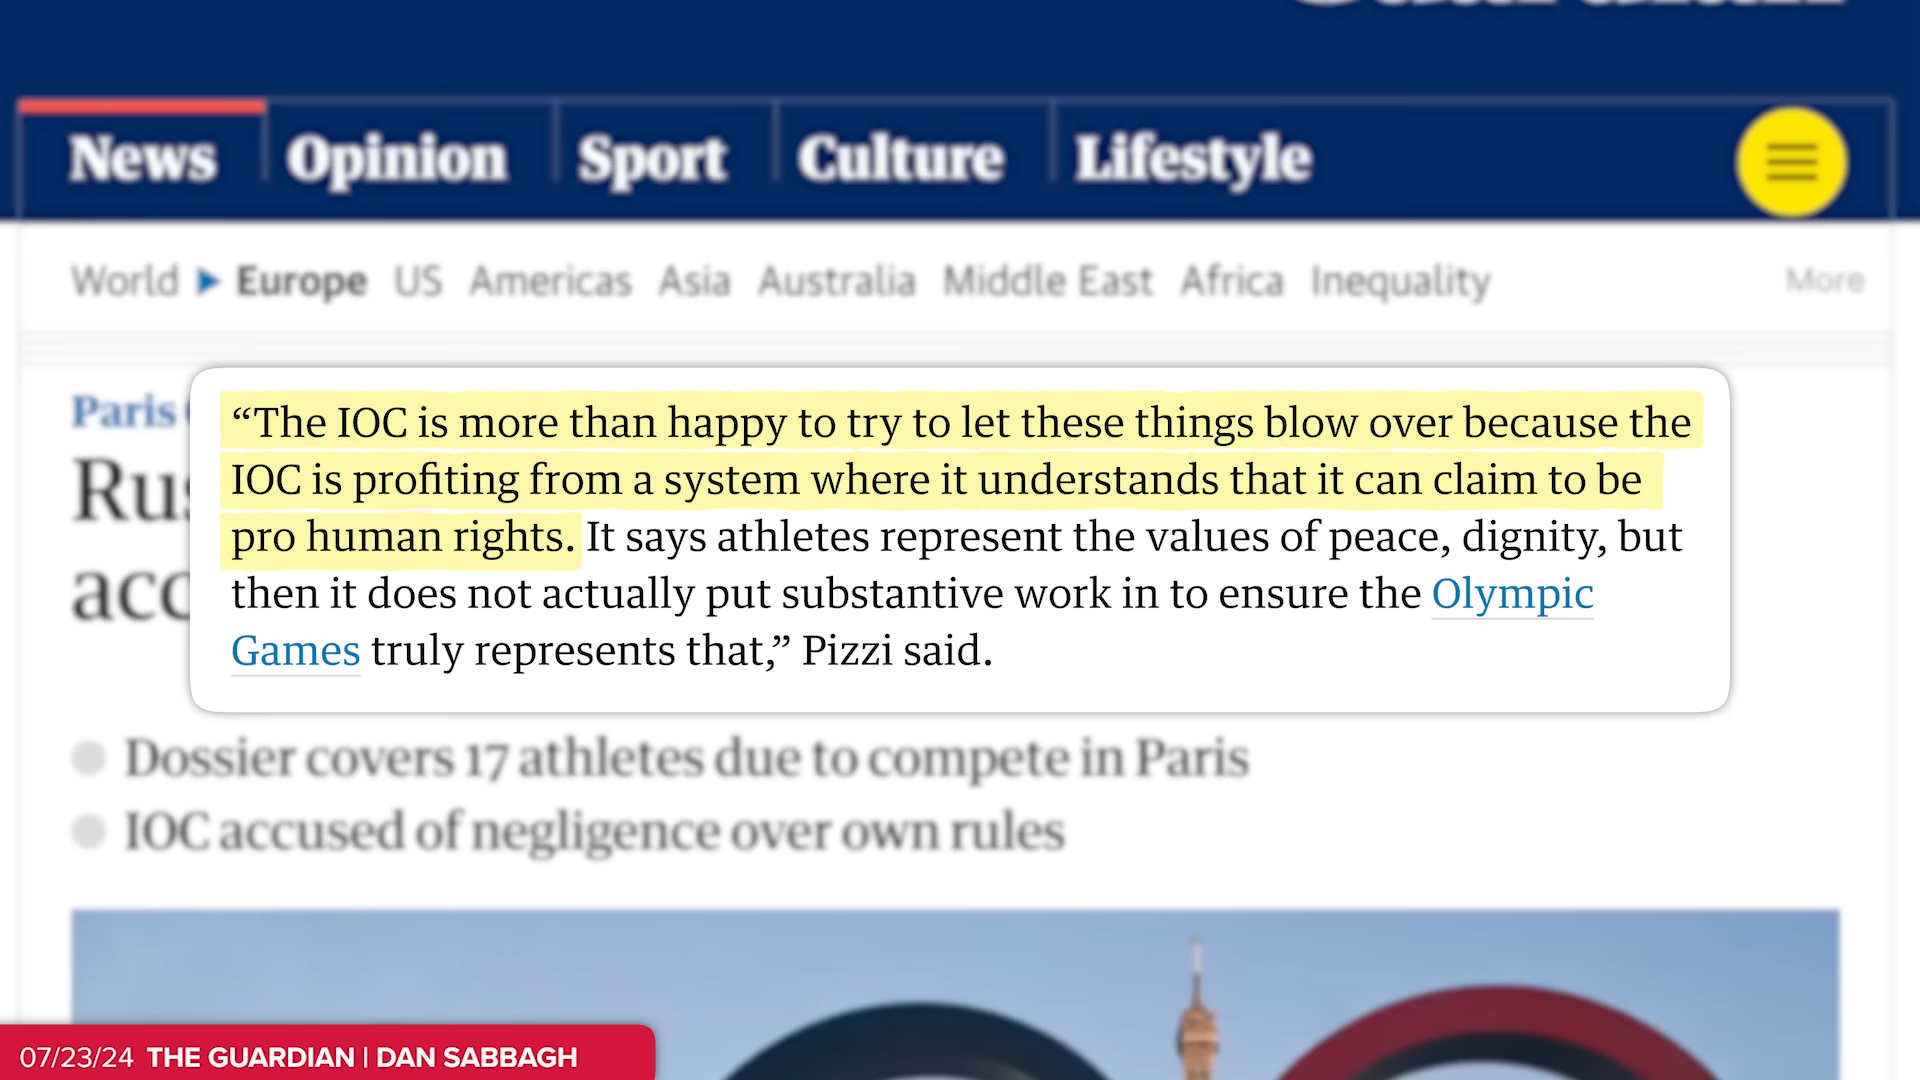 News Opinion Sport Culture Lifestyle
World Europe US Americas Asia Australia Middle East Africa Inequality More
Paris
Rus
acc
“The IOC is more than happy to try to let these things blow over because the
IOC is profiting from a system where it understands that it can claim to be
pro human rights. It says athletes represent the values of peace, dignity, but
then it does not actually put substantive work in to ensure the Olympic
Games truly represents that,” Pizzi said.
Dossier covers 17 athletes due to compete in Paris
IOC accused of negligence over own rules
07/23/24 THE GUARDIAN | DAN SABBAGH